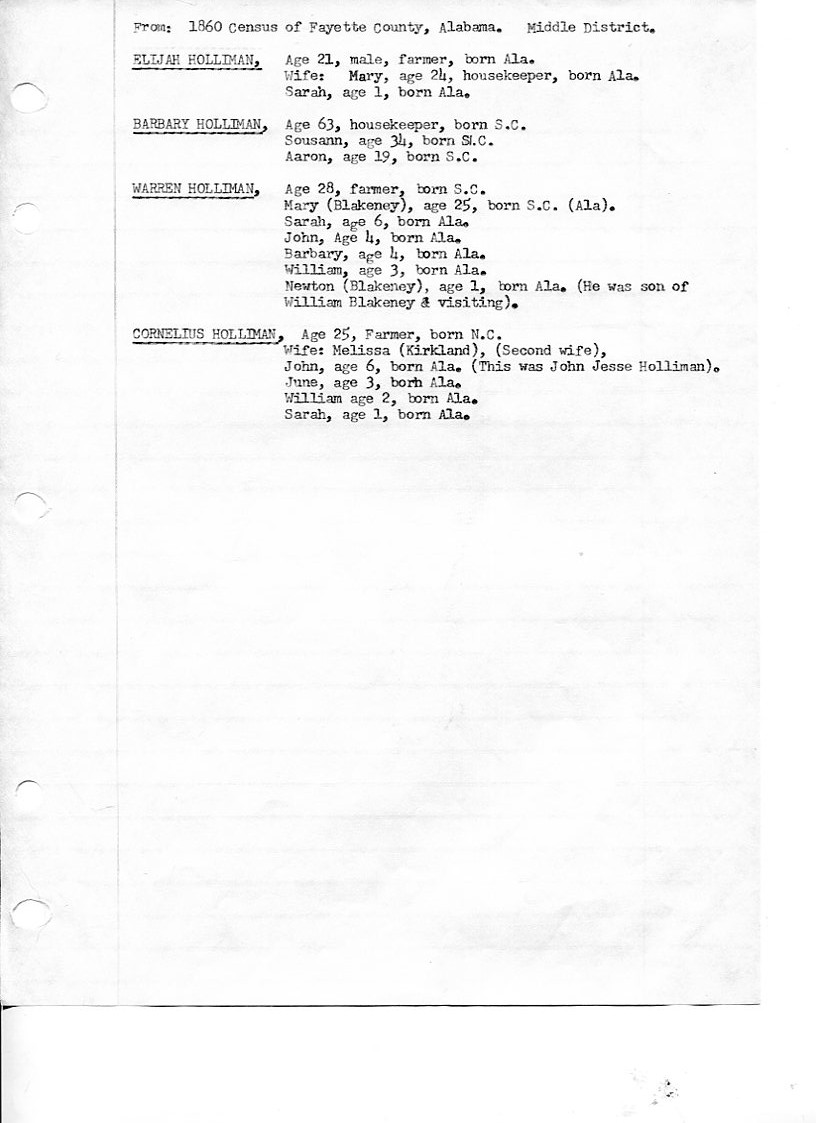 From: 1860 Census of Fayette County, Alabama. Middle District.
ELIJAH HOLLIMAN, Age 21, male, farmer, born Ala.
Wife: Mary, age 24, housekeeper, born Ala.
Sarah, age 1, born Ala.
BARBARY HOLLIMAN, Age 63, housekeeper, born S.C.
Sousann, age 34, born S.C.
Aaron, age 19, born S.C.
WARREN HOLLIMAN, Age 28, farmer, born S.C.
Mary (Blakeney), age 25, born S.C. (Ala).
Sarah, age 6, born Ala.
John, Age 4, born Ala.
Barbary, age 4, born Ala.
William, age 3, born Ala.
Newton (Blakeney), age 1, born Ala. (He was son of
William Blakeney & visiting).
CORNELIUS HOLLIMAN, Age 25, Farmer, born N.C.
Wife: Melissa (Kirkland), (Second wife),
John, age 6, born Ala. (This was John Jesse Holliman).
June, age 3, born Ala.
William age 2, born Ala.
Sarah, age 1, born Ala.